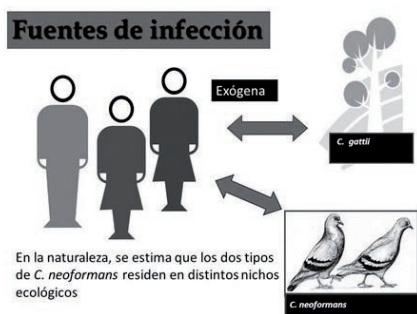 Fuentes de infección
Exógena
C. gattii
En la naturaleza, se estima que los dos tipos
de C. neoformans residen en distintos nichos
ecológicos
C. neoformans